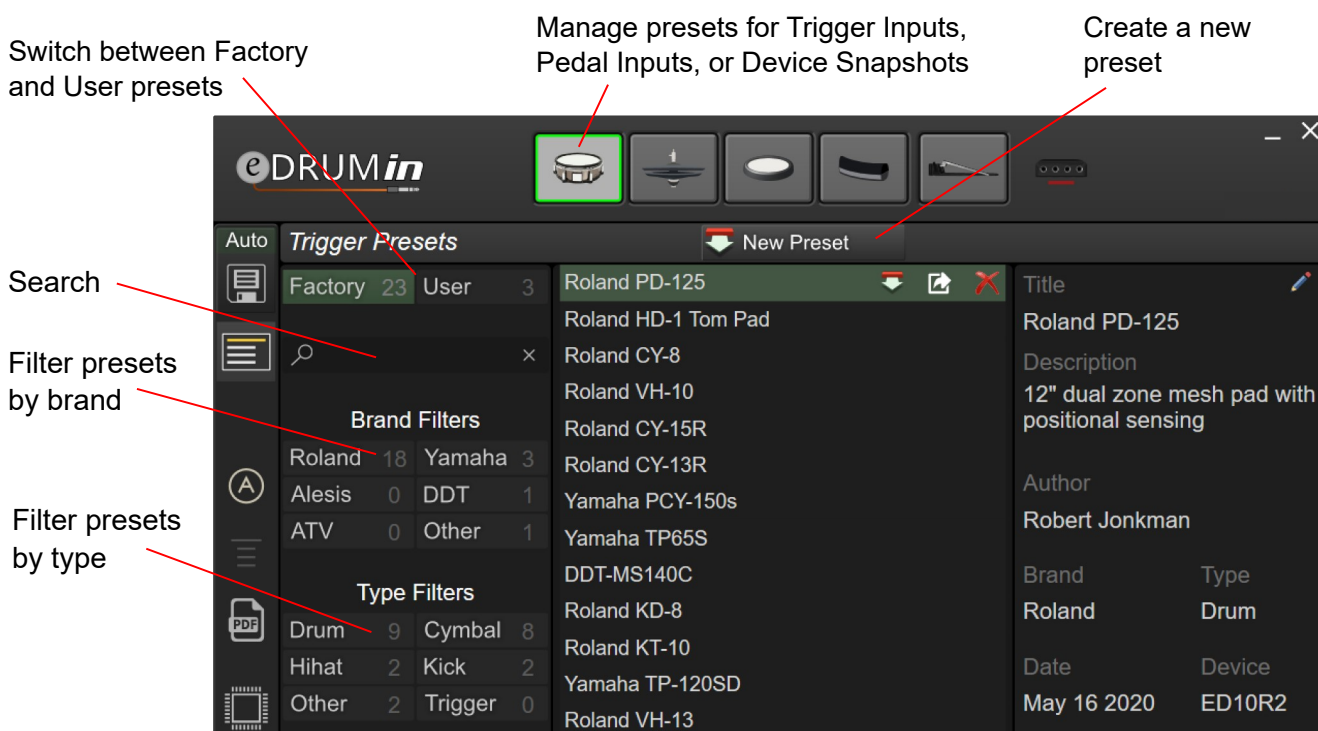 Switch between Factory
and User presets
Manage presets for Trigger Inputs,
Pedal Inputs, or Device Snapshots
Create a new
preset
eDRUMin
Auto
Trigger Presets
New Preset
Search
Filter presets
by brand
Filter presets
by type
Factory 23 User 3
Brand Filters
Roland 18 Yamaha 3
Alesis 0 DDT 1
ATV 0 Other 1
Type Filters
Drum 9 Cymbal 8
Hihat 2 Kick 2
Other 2 Trigger 0
A
PDF
Roland PD-125
Roland HD-1 Tom Pad
Roland CY-8
Roland VH-10
Roland CY-15R
Roland CY-13R
Yamaha PCY-150s
Yamaha TP65S
DDT-MS140C
Roland KD-8
Roland KT-10
Yamaha TP-120SD
Roland VH-13
Title
Roland PD-125
Description
12" dual zone mesh pad with
positional sensing
Author
Robert Jonkman
Brand Type
Roland Drum
Date Device
May 16 2020 ED10R2